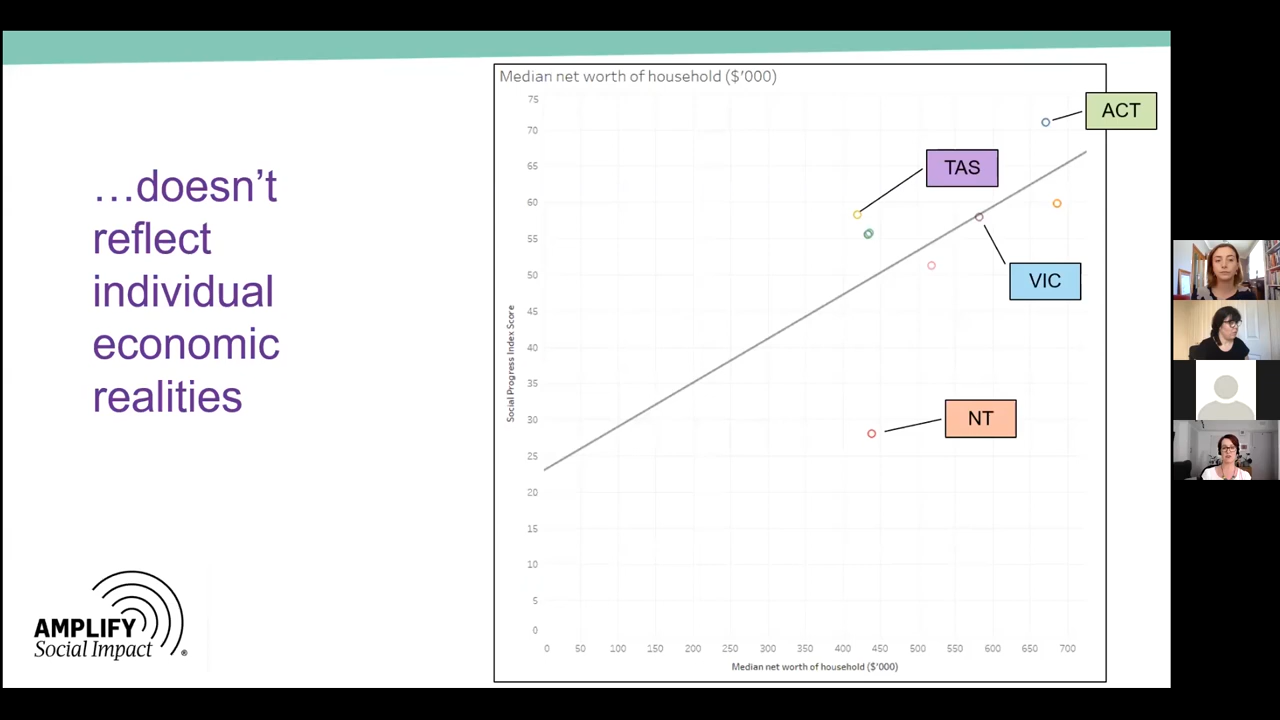 …doesn’t
reflect
individual
economic
realities
AMPLIFY
Social Impact
®
Median net worth of household ($'000)
75
70
65
60
55
50
45
40
35
30
25
20
15
10
5
0
Social Progress Index Score
ACT
TAS
VIC
NT
0 50 100 150 200 250 300 350 400 450 500 550 600 650 700
Median net worth of household ($'000)